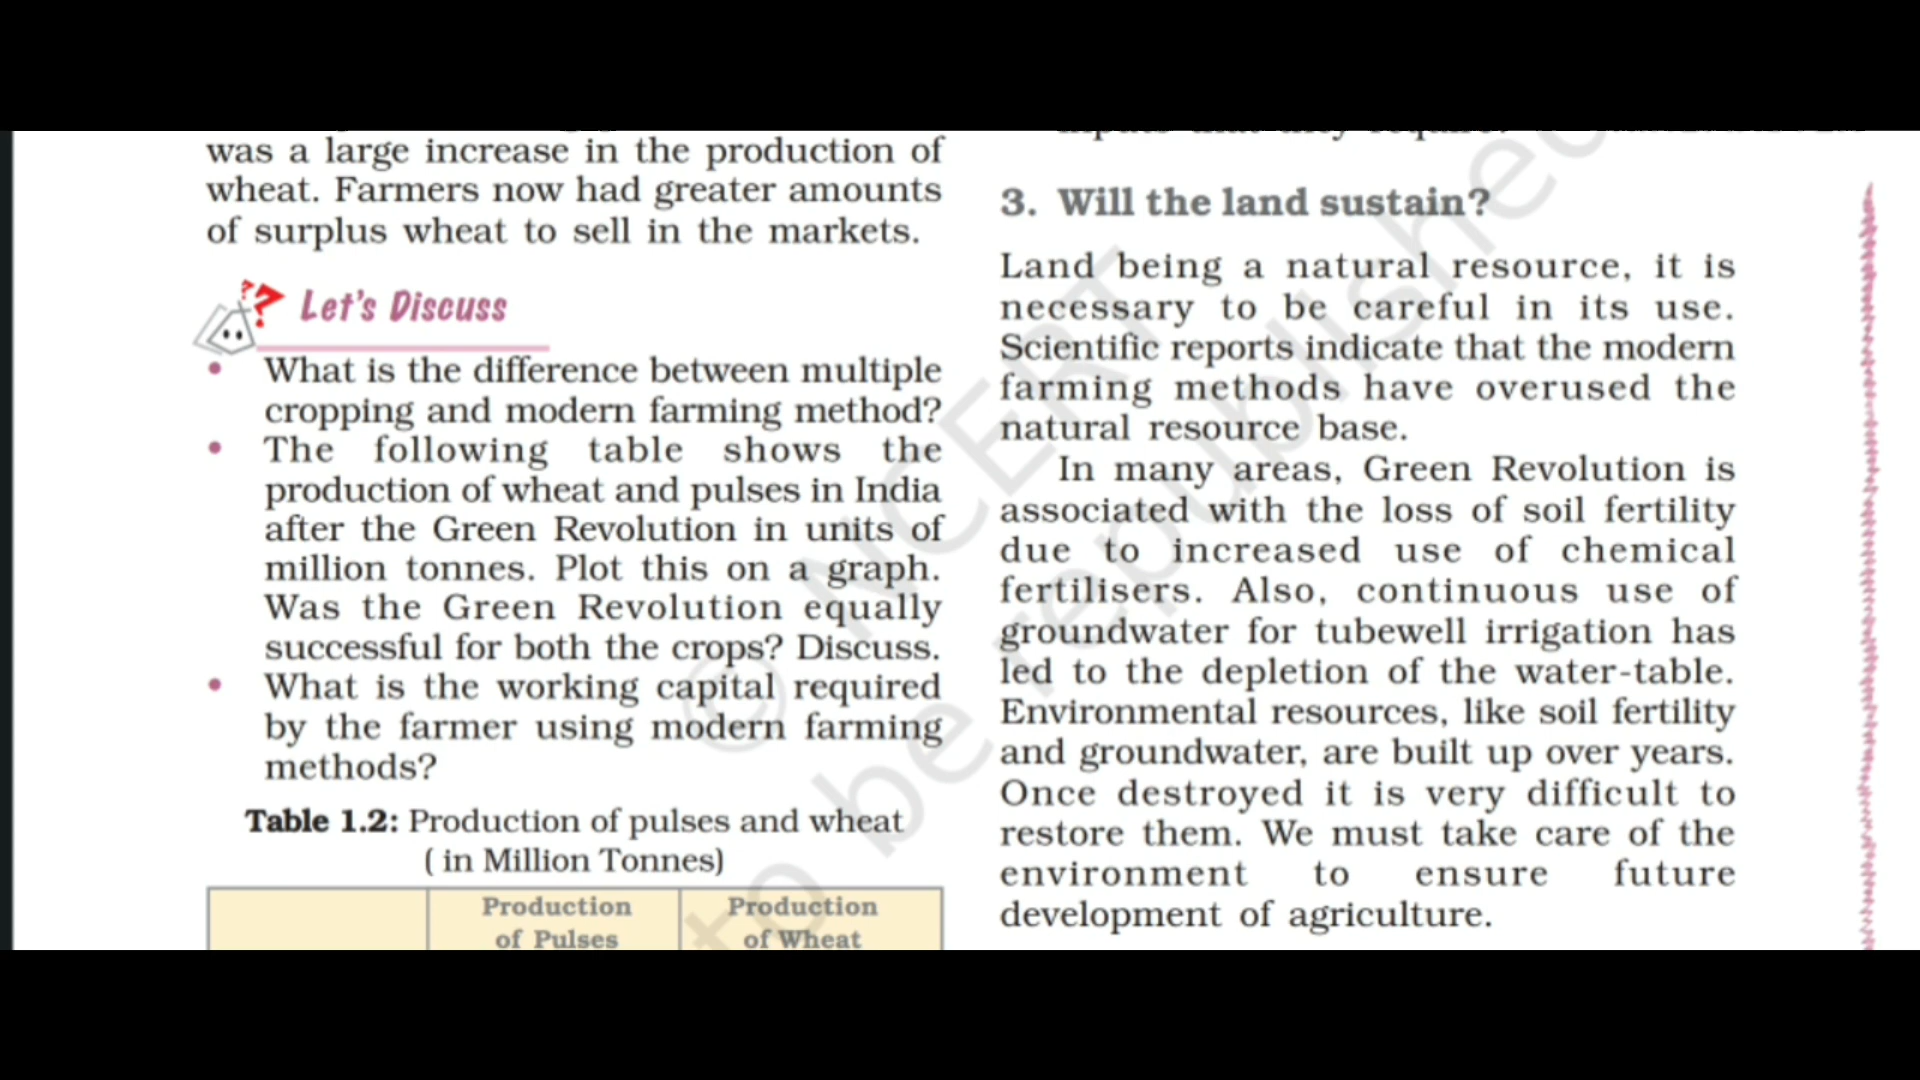 was a large increase in the production of
wheat. Farmers now had greater amounts
of surplus wheat to sell in the markets.
Let's Discuss
• What is the difference between multiple
cropping and modern farming method?
• The following table shows the
production of wheat and pulses in India
after the Green Revolution in units of
million tonnes. Plot this on a graph.
Was the Green Revolution equally
successful for both the crops? Discuss.
• What is the working capital required
by the farmer using modern farming
methods?
Table 1.2: Production of pulses and wheat
( in Million Tonnes)
Production
of Pulses
Production
of Wheat
3. Will the land sustain?
Land being a natural resource, it is
necessary to be careful in its use.
Scientific reports indicate that the modern
farming methods have overused the
natural resource base.
In many areas, Green Revolution is
associated with the loss of soil fertility
due to increased use of chemical
fertilisers. Also, continuous use of
groundwater for tubewell irrigation has
led to the depletion of the water-table.
Environmental resources, like soil fertility
and groundwater, are built up over years.
Once destroyed it is very difficult to
restore them. We must take care of the
environment to ensure future
development of agriculture.
© NCERT
to be republished